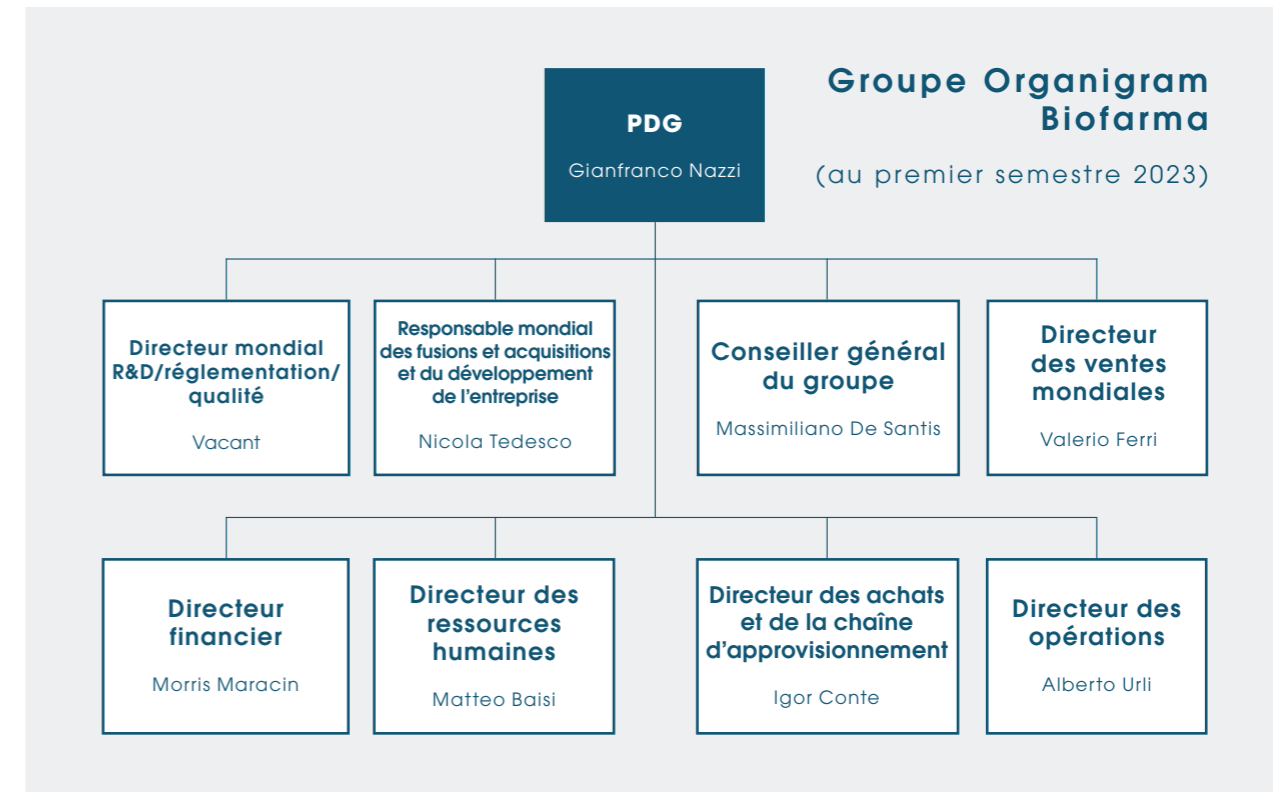 Groupe Organigram
Biofarma
(au premier semestre 2023)
PDG
Gianfranco Nazzi
Directeur mondial
R&D/réglementation/
qualité
Vacant
Responsable mondial
des fusions et acquisitions
et du développement
de l'entreprise
Nicola Tedesco
Conseiller général
du groupe
Massimiliano De Santis
Directeur
des ventes
mondiales
Valerio Ferri
Directeur
financier
Morris Maracin
Directeur des
ressources
humaines
Matteo Baisi
Directeur des achats
et de la chaîne
d'approvisionnement
Igor Conte
Directeur des
opérations
Alberto Urli